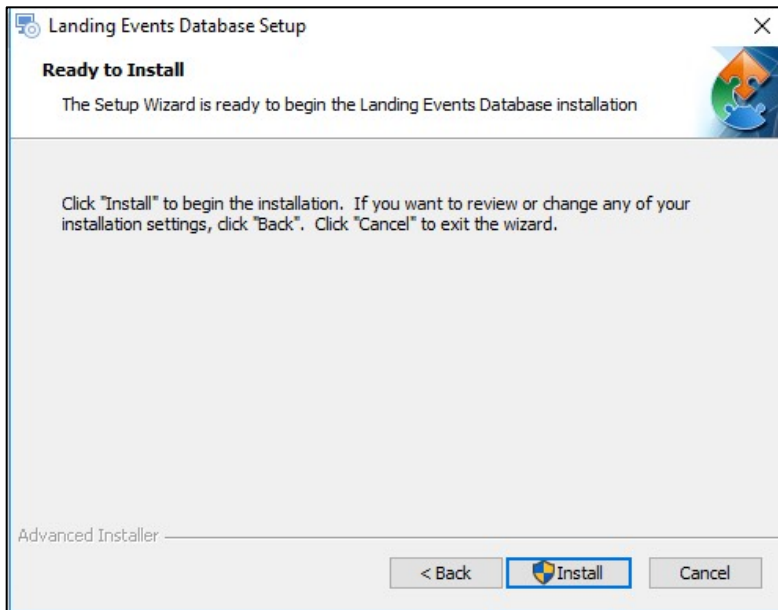 Landing Events Database Setup
Ready to Install
The Setup Wizard is ready to begin the Landing Events Database installation
Click "Install" to begin the installation. If you want to review or change any of your
installation settings, click "Back". Click "Cancel" to exit the wizard.
Advanced Installer
< Back Install Cancel